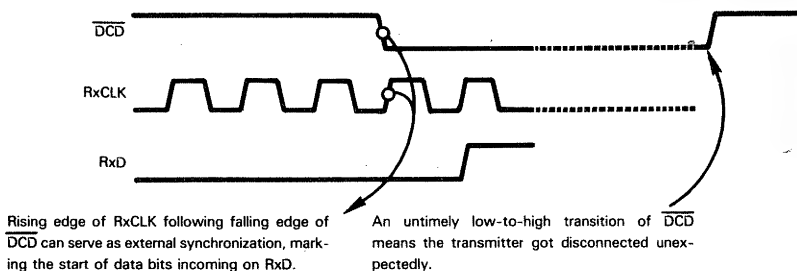 DCD
RxCLK
RxD
Rising edge of RxCLK following falling edge of
DCD can serve as external synchronization, mark-
ing the start of data bits incoming on RxD.
An untimely low-to-high transition of DCD
means the transmitter got disconnected unex-
pectedly.